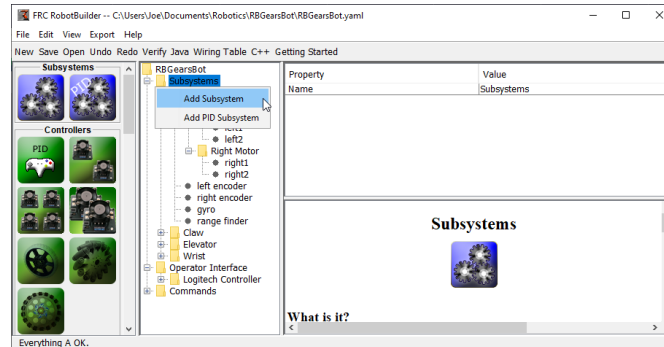 FRC RobotBuilder -- C:\Users\Joe\Documents\Robotics\RBGearsBot\RBGearsBot.yaml
File Edit View Export Help
New Save Open Undo Redo Verify Java Wiring Table C++ Getting Started
Subsystems
PID
Controllers
PID
RBGearsBot
Subsystems
Add Subsystem
Add PID Subsystem
left1
left2
Right Motor
right1
right2
left encoder
right encoder
gyro
range finder
Claw
Elevator
Wrist
Operator Interface
Logitech Controller
Commands
Property Value
Name Subsystems
Subsystems
What is it?
Everything A OK.